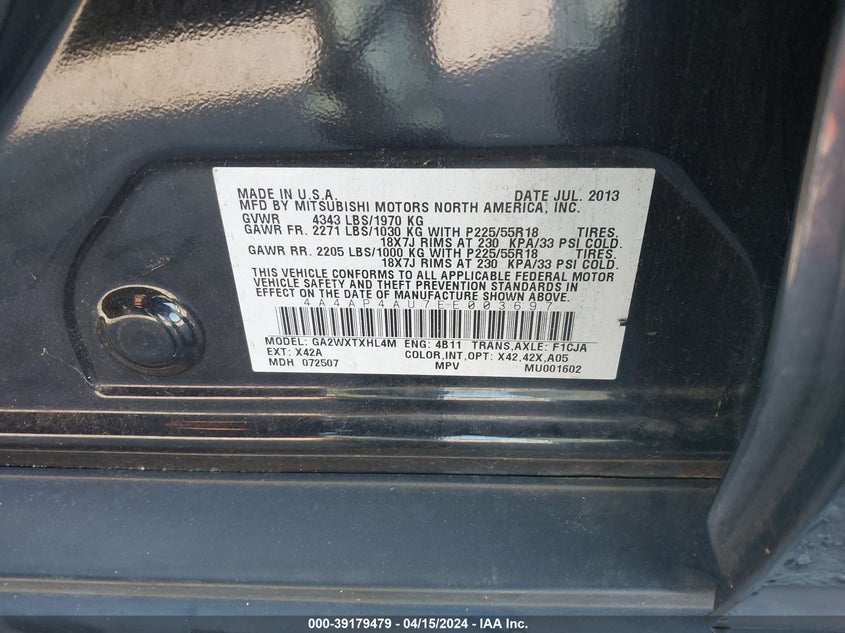 MADE IN U.S.A. DATE JUL. 2013
MFD BY MITSUBISHI MOTORS NORTH AMERICA, INC.
GVWR 4343 LBS/1970 KG
GAWR FR. 2271 LBS/1030 KG WITH P225/55R18 TIRES.
18X7J RIMS AT 230 KPA/33 PSI COLD.
GAWR RR. 2205 LBS/1000 KG WITH P225/55R18 TIRES.
18X7J RIMS AT 230 KPA/33 PSI COLD.
THIS VEHICLE CONFORMS TO ALL APPLICABLE FEDERAL MOTOR
VEHICLE SAFETY AND THEFT PREVENTION STANDARDS IN
EFFECT ON THE DATE OF MANUFACTURE SHOWN ABOVE.
4A4AP4AU7EE003697
MODEL: GA2WXTXHL4M ENG: 4B11 TRANS,AXLE: F1CJA
EXT: X42A COLOR,INT,OPT: X42,42X,A05
MDH 072507 MPV MU001602
000-39179479 - 04/15/2024 - IAA Inc.